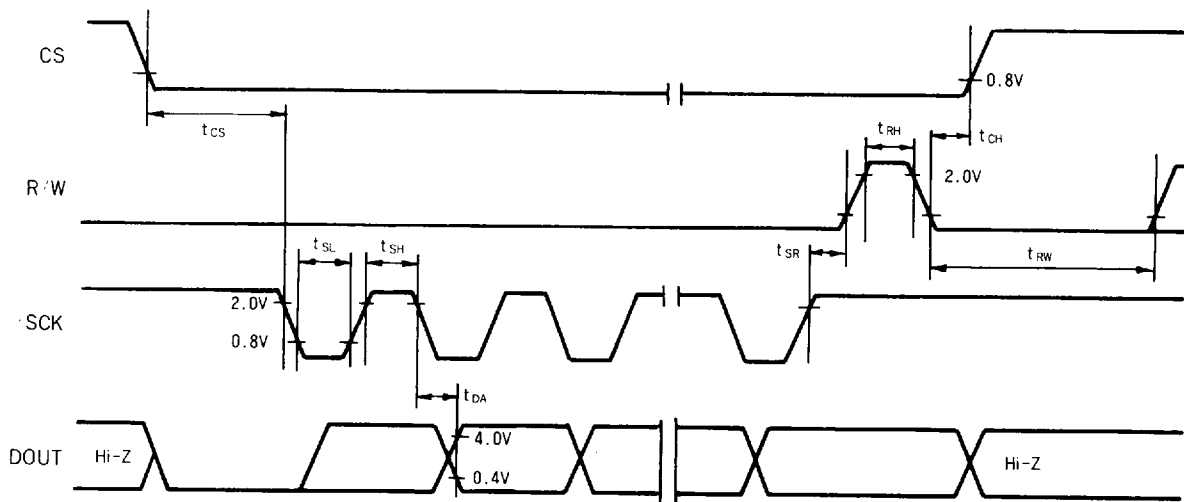 CS
0.8V
tCS
tRH
tCH
R/W
2.0V
tSL
tSH
tSR
tRW
2.0V
SCK
0.8V
tDA
DOUT
Hi-Z
4.0V
0.4V
Hi-Z